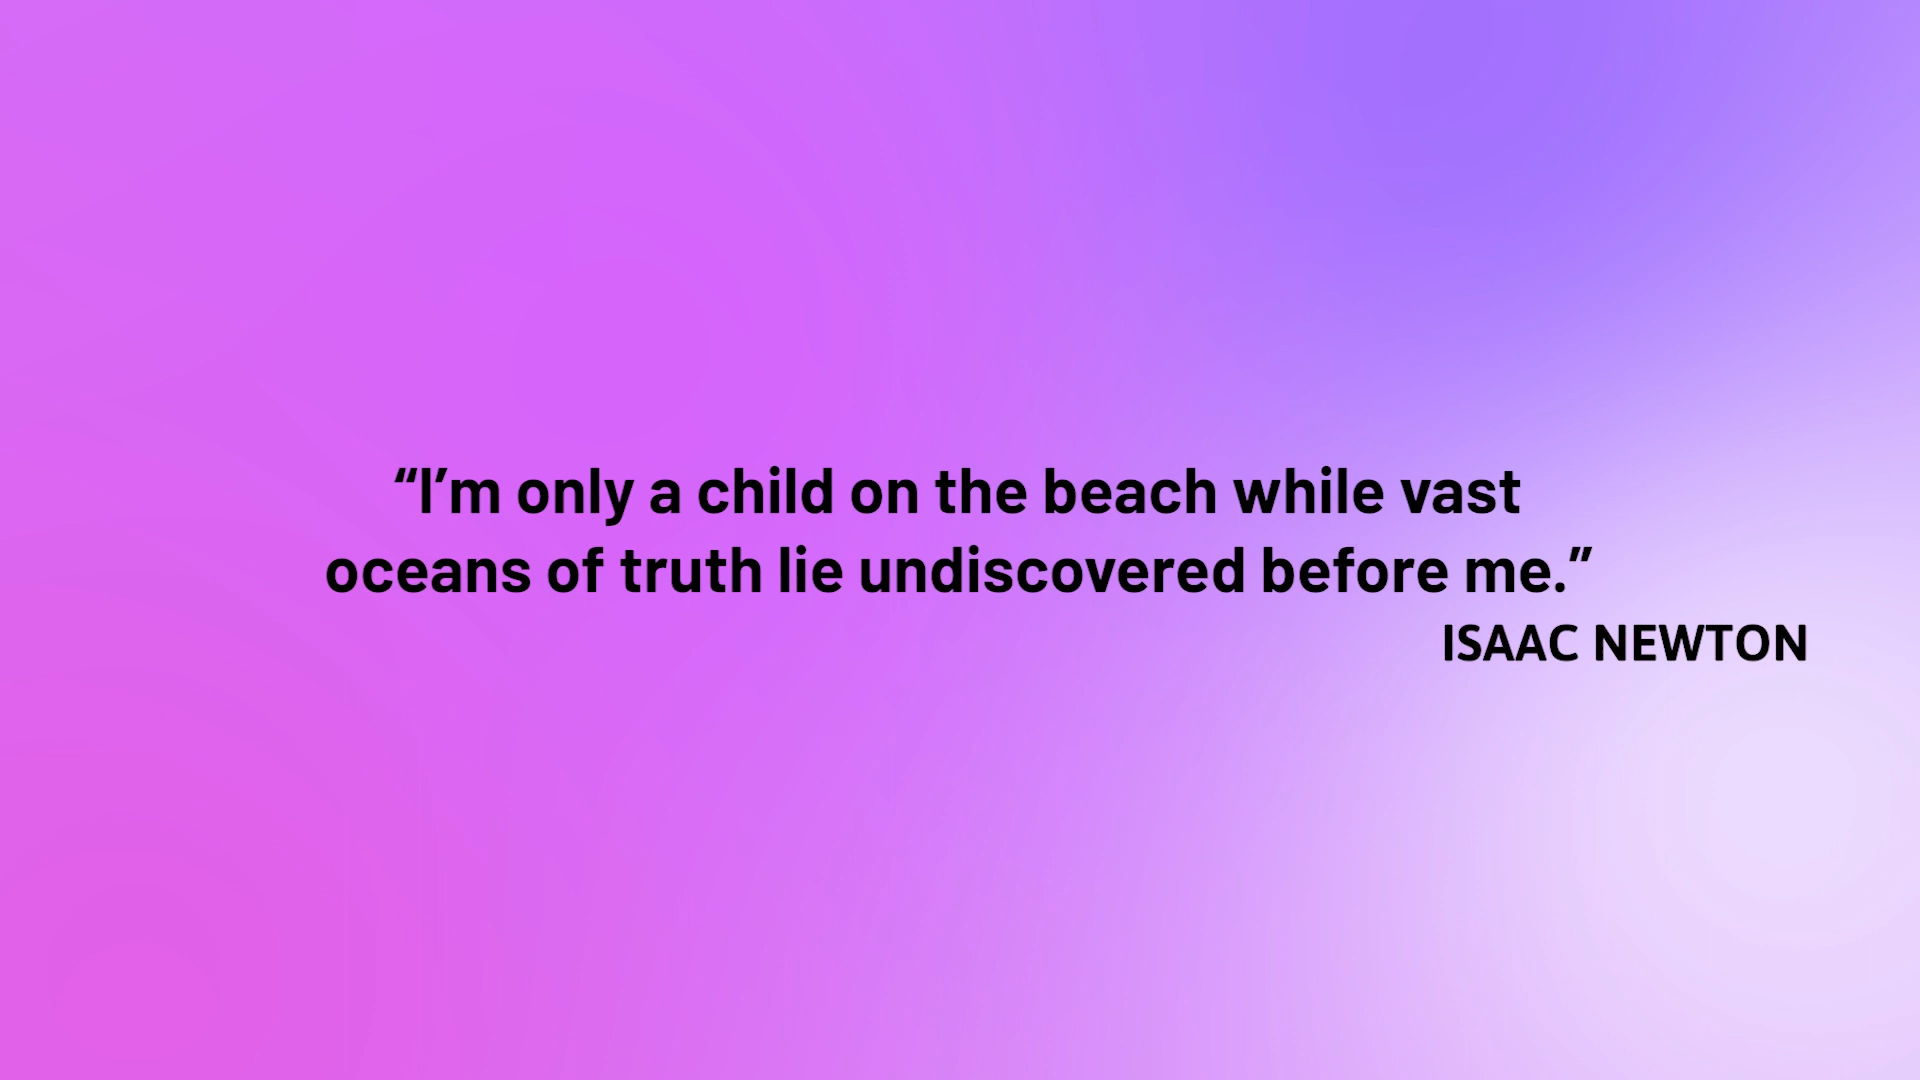 “I’m only a child on the beach while vast
oceans of truth lie undiscovered before me.”
ISAAC NEWTON